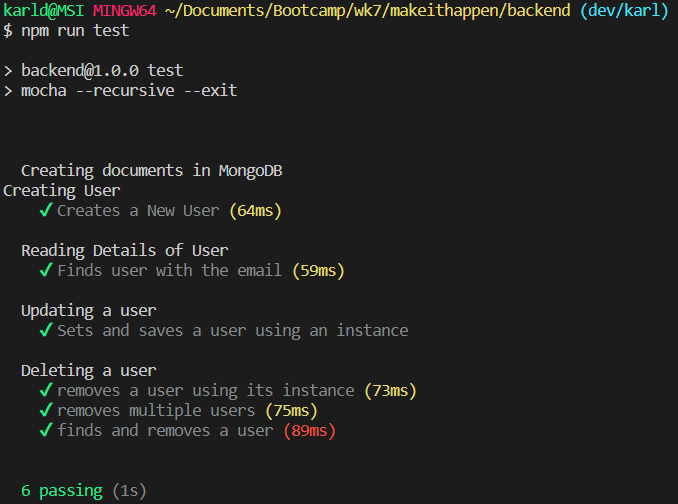 karld@MSI MINGW64 ~/Documents/Bootcamp/wk7/makeithappen/backend (dev/karl)
$ npm run test
> backend@1.0.0 test
> mocha --recursive --exit
Creating documents in MongoDB
Creating User
✔ Creates a New User (64ms)
Reading Details of User
✔ Finds user with the email (59ms)
Updating a user
✔ Sets and saves a user using an instance
Deleting a user
✔ removes a user using its instance (73ms)
✔ removes multiple users (75ms)
✔ finds and removes a user (89ms)
6 passing (1s)